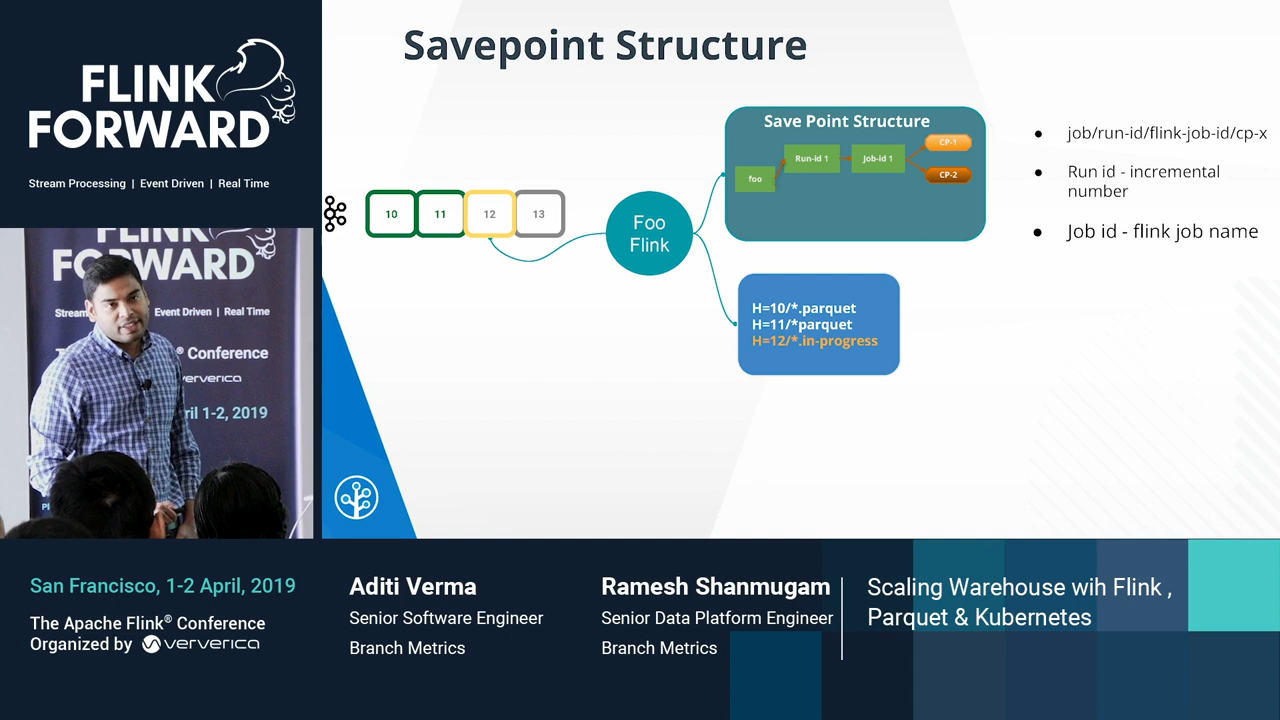 FLINK
FORWARD
Stream Processing | Event Driven | Real Time
FLINK
FORWARD
Stream
Event Driven | Real Time
® Conference
ververica
ril 1-2, 2019
Savepoint Structure
10
11
12
13
Foo
Flink
Save Point Structure
foo
Run-id 1
Job-id 1
CP-1
CP-2
H=10/*.parquet
H=11/*parquet
H=12/*.in-progress
• job/run-id/flink-job-id/cp-x
• Run id - incremental
number
• Job id - flink job name
San Francisco, 1-2 April, 2019
The Apache Flink® Conference
Organized by ververica
Aditi Verma
Senior Software Engineer
Branch Metrics
Ramesh Shanmugam
Senior Data Platform Engineer
Branch Metrics
Scaling Warehouse wih Flink ,
Parquet & Kubernetes